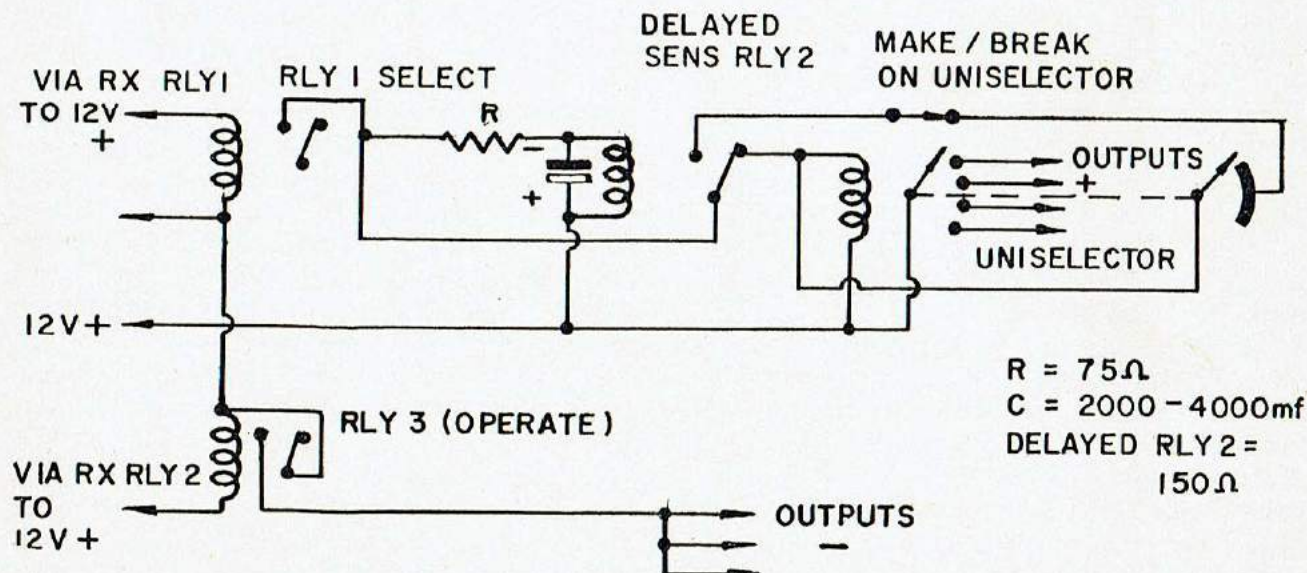 DELAYED
SENS RLY 2
MAKE / BREAK
ON UNISELECTOR
VIA RX RLY1
TO 12V
+
RLY 1 SELECT
R
-
+
OUTPUTS
+
UNISELECTOR
12V+
R = 75Ω
C = 2000 - 4000mf
DELAYED RLY 2 =
150Ω
RLY 3 (OPERATE)
VIA RX RLY 2
TO
12V +
OUTPUTS
-